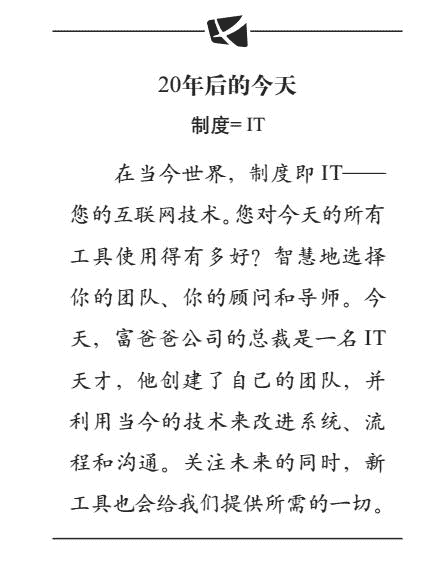 20年后的今天
制度= IT
在当今世界，制度即 IT——
您的互联网技术。您对今天的所有
工具使用得有多好？智慧地选择
你的团队、你的顾问和导师。今
天，富爸爸公司的总裁是一名 IT
天才，他创建了自己的团队，并
利用当今的技术来改进系统、流
程和沟通。关注未来的同时，新
工具也会给我们提供所需的一切。